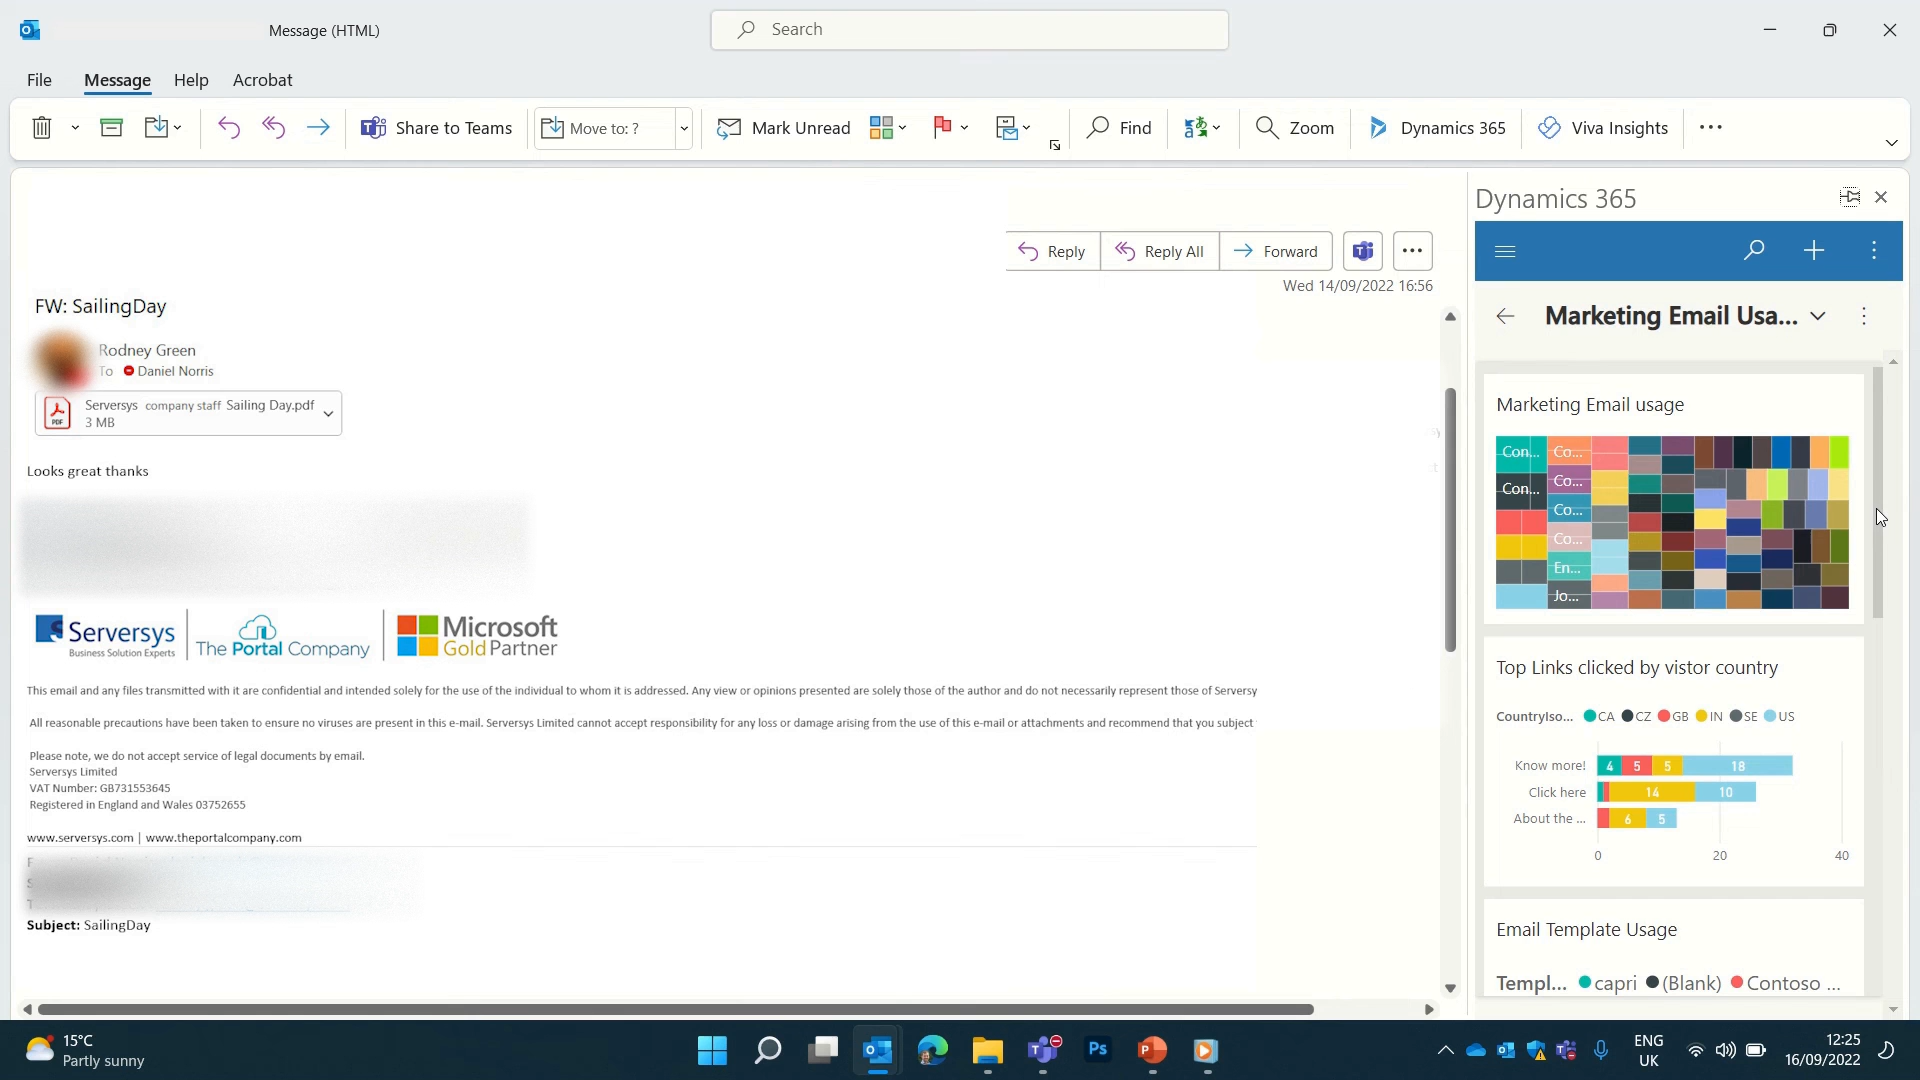 Message (HTML)
Search
File Message Help Acrobat
Share to Teams
Move to: ?
Mark Unread
Find
Zoom
Dynamics 365
Viva Insights
Reply
Reply All
Forward
Wed 14/09/2022 16:56
FW: SailingDay
Rodney Green
To Daniel Norris
PDF
Serversys company staff Sailing Day.pdf
3 MB
Looks great thanks
Serversys
Business Solution Experts
The Portal Company
Microsoft
Gold Partner
This email and any files transmitted with it are confidential and intended solely for the use of the individual to whom it is addressed. Any view or opinions presented are solely those of the author and do not necessarily represent those of Serversy
All reasonable precautions have been taken to ensure no viruses are present in this e-mail. Serversys Limited cannot accept responsibility for any loss or damage arising from the use of this e-mail or attachments and recommend that you subject
Please note, we do not accept service of legal documents by email.
Serversys Limited
VAT Number: GB731553645
Registered in England and Wales 03752655
www.serversys.com | www.theportalcompany.com
Subject: SailingDay
Dynamics 365
Marketing Email Usa...
Marketing Email usage
Con... Co...
Co...
Con...
Co...
Co...
En...
Jo...
Top Links clicked by vistor country
CountryIso... CA CZ GB IN SE US
Know more! 4 5 5 18
Click here 14 10
About the ... 6 5
0 20 40
Email Template Usage
Templ... capri (Blank) Contoso ...
15°C
Partly sunny
Ps
ENG
UK
12:25
16/09/2022